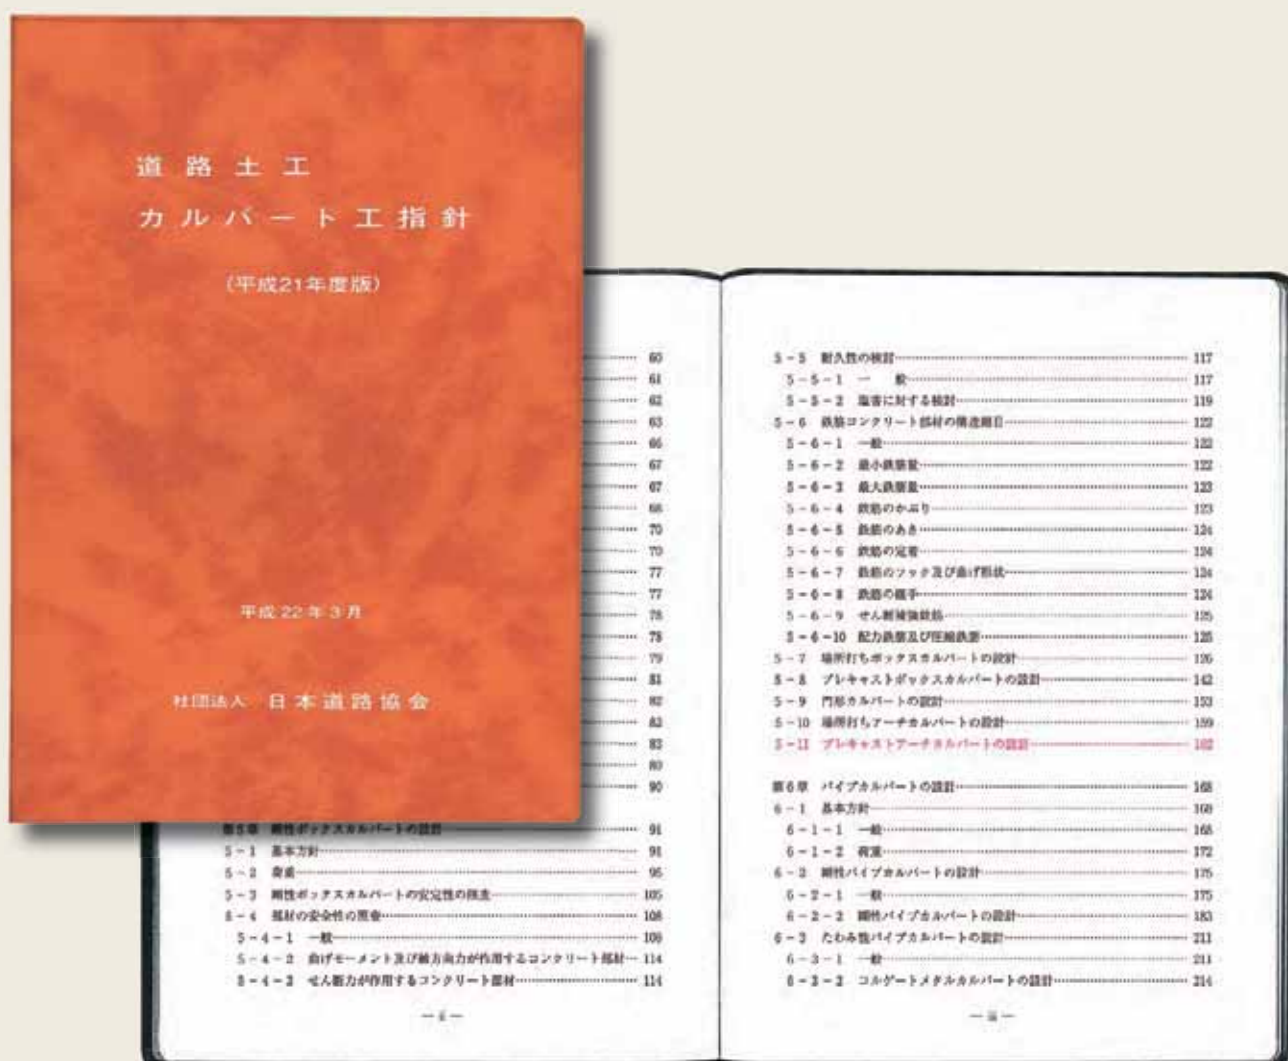 道路土工
カルバート工指針
(平成21年度版)
平成22年3月
社団法人 日本道路協会
60
61
62
63
66
67
67
68
70
70
77
77
78
78
79
81
82
82
83
90
第5章 剛性ボックスカルバートの設計 91
5-1 基本方針 91
5-2 荷重 95
5-3 剛性ボックスカルバートの安定性の照査 105
5-4 部材の安全性の照査 108
5-4-1 一般 108
5-4-2 曲げモーメント及び軸方向力が作用するコンクリート部材 114
5-4-3 せん断力が作用するコンクリート部材 114
5-5 耐久性の検討 117
5-5-1 一般 117
5-5-2 塩害に対する検討 119
5-6 鉄筋コンクリート部材の構造細目 122
5-6-1 一般 122
5-6-2 最小鉄筋量 122
5-6-3 最大鉄筋量 123
5-6-4 鉄筋のかぶり 123
5-6-5 鉄筋のあき 124
5-6-6 鉄筋の定着 124
5-6-7 鉄筋のフック及び曲げ形状 124
5-6-8 鉄筋の継手 124
5-6-9 せん断補強鉄筋 125
5-6-10 配力鉄筋及び圧縮鉄筋 125
5-7 場所打ちボックスカルバートの設計 126
5-8 プレキャストボックスカルバートの設計 142
5-9 門形カルバートの設計 153
5-10 場所打ちアーチカルバートの設計 159
5-11 プレキャストアーチカルバートの設計 162
第6章 パイプカルバートの設計 168
6-1 基本方針 168
6-1-1 一般 168
6-1-2 荷重 172
6-2 剛性パイプカルバートの設計 175
6-2-1 一般 175
6-2-2 剛性パイプカルバートの設計 183
6-3 たわみ性パイプカルバートの設計 211
6-3-1 一般 211
6-3-2 コルゲートメタルカルバートの設計 214